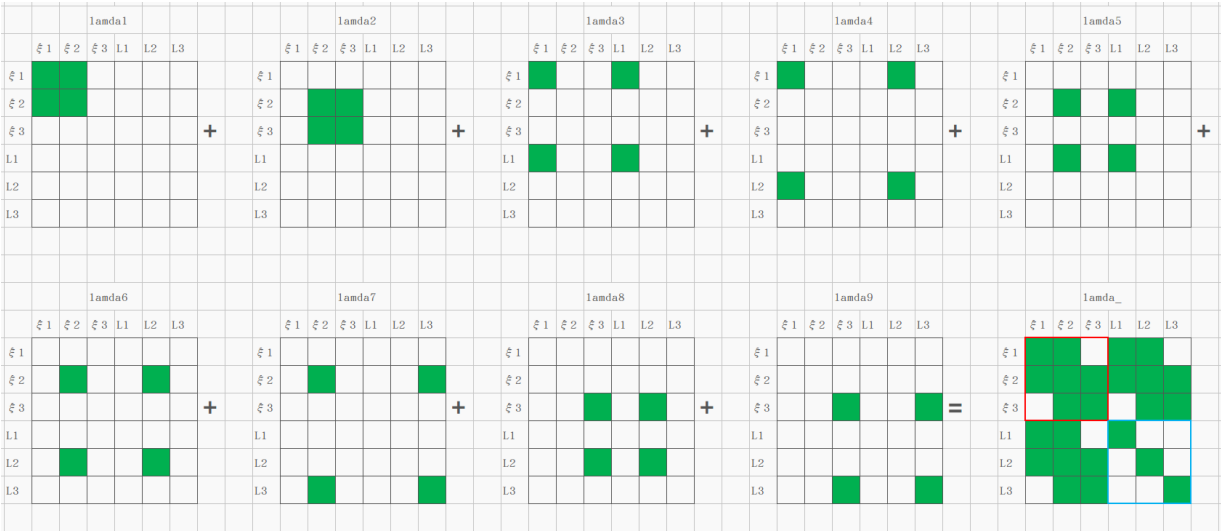 lamda1 lamda2 lamda3 lamda4 lamda5
ξ1 ξ2 ξ3 L1 L2 L3 ξ1 ξ2 ξ3 L1 L2 L3 ξ1 ξ2 ξ3 L1 L2 L3 ξ1 ξ2 ξ3 L1 L2 L3 ξ1 ξ2 ξ3 L1 L2 L3
ξ1 ξ1 ξ1 ξ1 ξ1
ξ2 ξ2 ξ2 ξ2 ξ2
ξ3 + ξ3 + ξ3 + ξ3 + ξ3 +
L1 L1 L1 L1 L1
L2 L2 L2 L2 L2
L3 L3 L3 L3 L3
lamda6 lamda7 lamda8 lamda9 lamda_
ξ1 ξ2 ξ3 L1 L2 L3 ξ1 ξ2 ξ3 L1 L2 L3 ξ1 ξ2 ξ3 L1 L2 L3 ξ1 ξ2 ξ3 L1 L2 L3 ξ1 ξ2 ξ3 L1 L2 L3
ξ1 ξ1 ξ1 ξ1 ξ1
ξ2 ξ2 ξ2 ξ2 ξ2
ξ3 + ξ3 + ξ3 + ξ3 = ξ3
L1 L1 L1 L1 L1
L2 L2 L2 L2 L2
L3 L3 L3 L3 L3